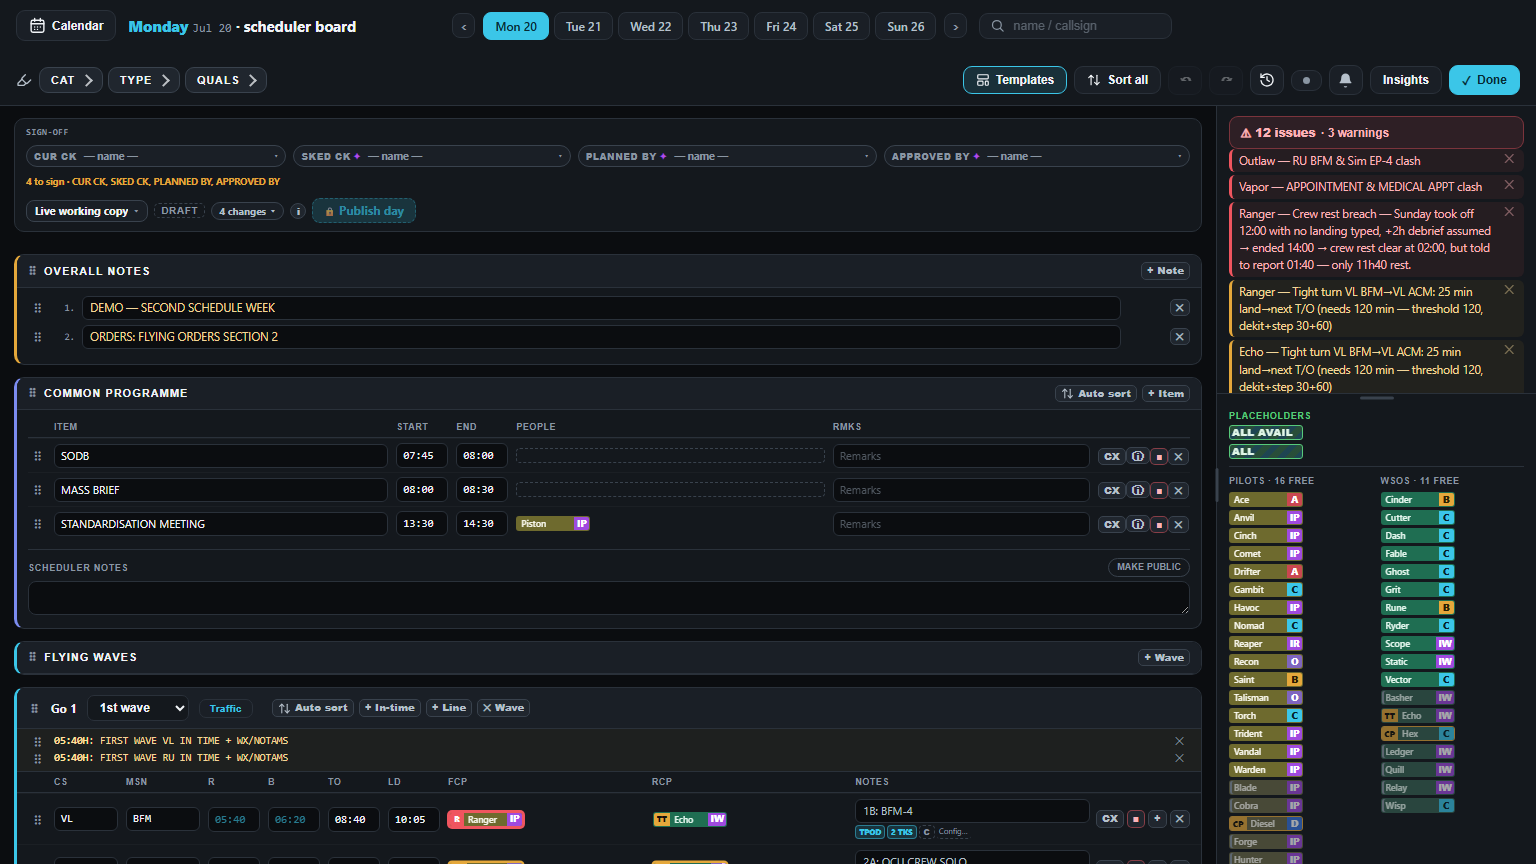 Calendar
Monday Jul 20 · scheduler board
‹ Mon 20 Tue 21 Wed 22 Thu 23 Fri 24 Sat 25 Sun 26 ›
name / callsign
CAT TYPE QUALS
Templates Sort all Insights ✓ Done
SIGN-OFF
CUR CK — name —
SKED CK ✦ — name —
PLANNED BY ✦ — name —
APPROVED BY ✦ — name —
4 to sign · CUR CK, SKED CK, PLANNED BY, APPROVED BY
Live working copy DRAFT 4 changes i Publish day
OVERALL NOTES + Note
1. DEMO — SECOND SCHEDULE WEEK
2. ORDERS: FLYING ORDERS SECTION 2
COMMON PROGRAMME Auto sort + Item
ITEM START END PEOPLE RMKS
SODB 07:45 08:00 Remarks CX
MASS BRIEF 08:00 08:30 Remarks CX
STANDARDISATION MEETING 13:30 14:30 Piston IP Remarks CX
SCHEDULER NOTES MAKE PUBLIC
FLYING WAVES + Wave
Go 1 1st wave Traffic Auto sort + In-time + Line ✕ Wave
05:40H: FIRST WAVE VL IN TIME + WX/NOTAMS
05:40H: FIRST WAVE RU IN TIME + WX/NOTAMS
CS MSN R B TO LD FCP RCP NOTES
VL BFM 05:40 06:20 08:40 10:05 R Ranger IP TT Echo IW 1B: BFM-4 CX
TPOD 2 TKS C Config...
2A: OCU CREW SOLO
⚠ 12 issues · 3 warnings
Outlaw — RU BFM & Sim EP-4 clash
Vapor — APPOINTMENT & MEDICAL APPT clash
Ranger — Crew rest breach — Sunday took off
12:00 with no landing typed, +2h debrief assumed
→ ended 14:00 → crew rest clear at 02:00, but told
to report 01:40 — only 11h40 rest.
Ranger — Tight turn VL BFM→VL ACM: 25 min
land→next T/O (needs 120 min — threshold 120,
dekit+step 30+60)
Echo — Tight turn VL BFM→VL ACM: 25 min
land→next T/O (needs 120 min — threshold 120,
dekit+step 30+60)
PLACEHOLDERS
ALL AVAIL
ALL
PILOTS · 16 FREE
Ace A
Anvil IP
Cinch IP
Comet IP
Drifter A
Gambit C
Havoc IP
Nomad C
Reaper IR
Recon O
Saint B
Talisman O
Torch C
Trident IP
Vandal IP
Warden IP
Blade IP
Cobra IP
CP Diesel D
Forge IP
Hunter IP
WSOS · 11 FREE
Cinder B
Cutter C
Dash C
Fable C
Ghost C
Grit C
Rune B
Ryder C
Scope IW
Static IW
Vector C
Basher IW
TT Echo IW
CP Hex C
Ledger IW
Quill IW
Relay IW
Wisp C